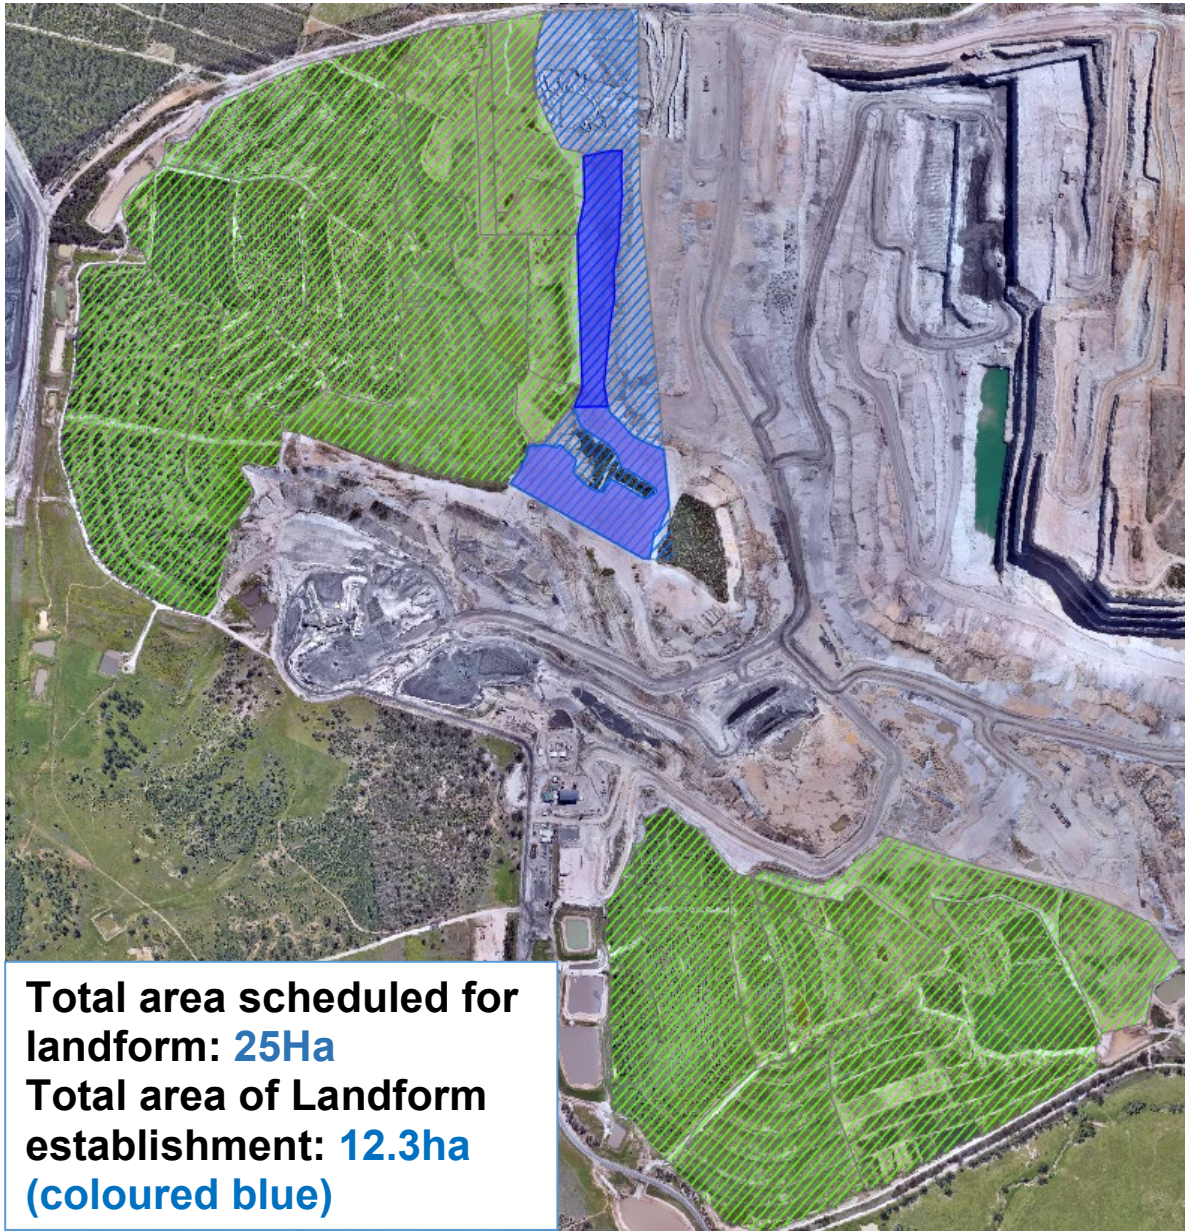 Total area scheduled for
landform: 25Ha
Total area of Landform
establishment: 12.3ha
(coloured blue)